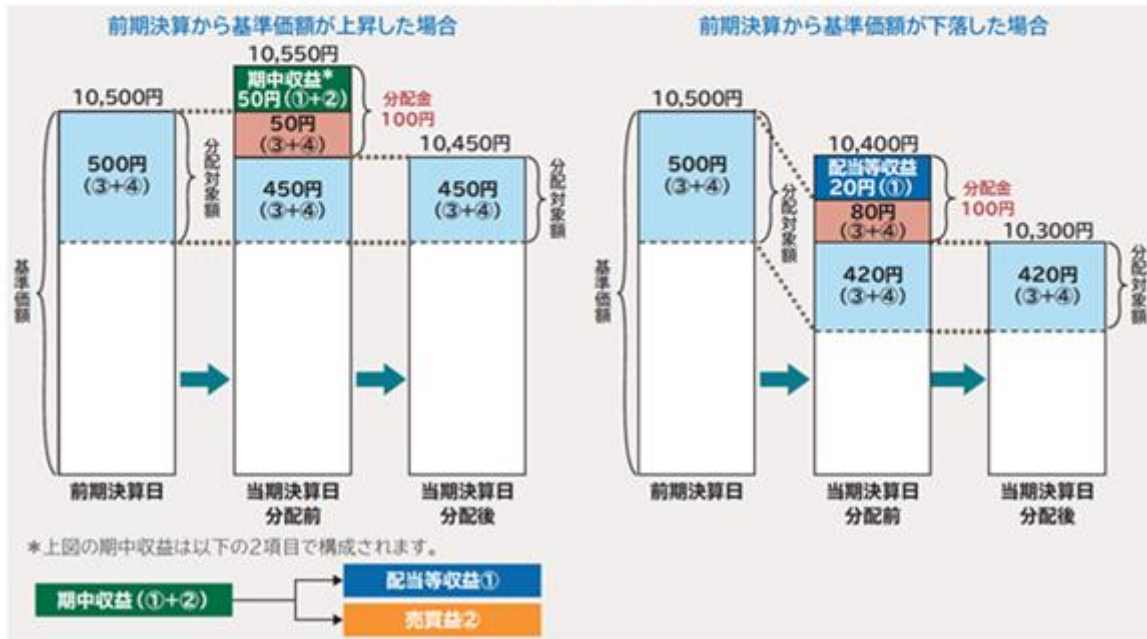 前期決算から基準価額が上昇した場合
10,500円
500円
(③+④)
分配対象額
基準価額
前期決算日
10,550円
期中収益*
50円(①+②)
50円
(③+④)
450円
(③+④)
分配金
100円
当期決算日
分配前
10,450円
450円
(③+④)
分配対象額
当期決算日
分配後
前期決算から基準価額が下落した場合
10,500円
500円
(③+④)
分配対象額
基準価額
前期決算日
10,400円
配当等収益
20円(①)
80円
(③+④)
420円
(③+④)
分配金
100円
当期決算日
分配前
10,300円
420円
(③+④)
分配対象額
当期決算日
分配後
*上図の期中収益は以下の2項目で構成されます。
期中収益(①+②)
配当等収益①
売買益②